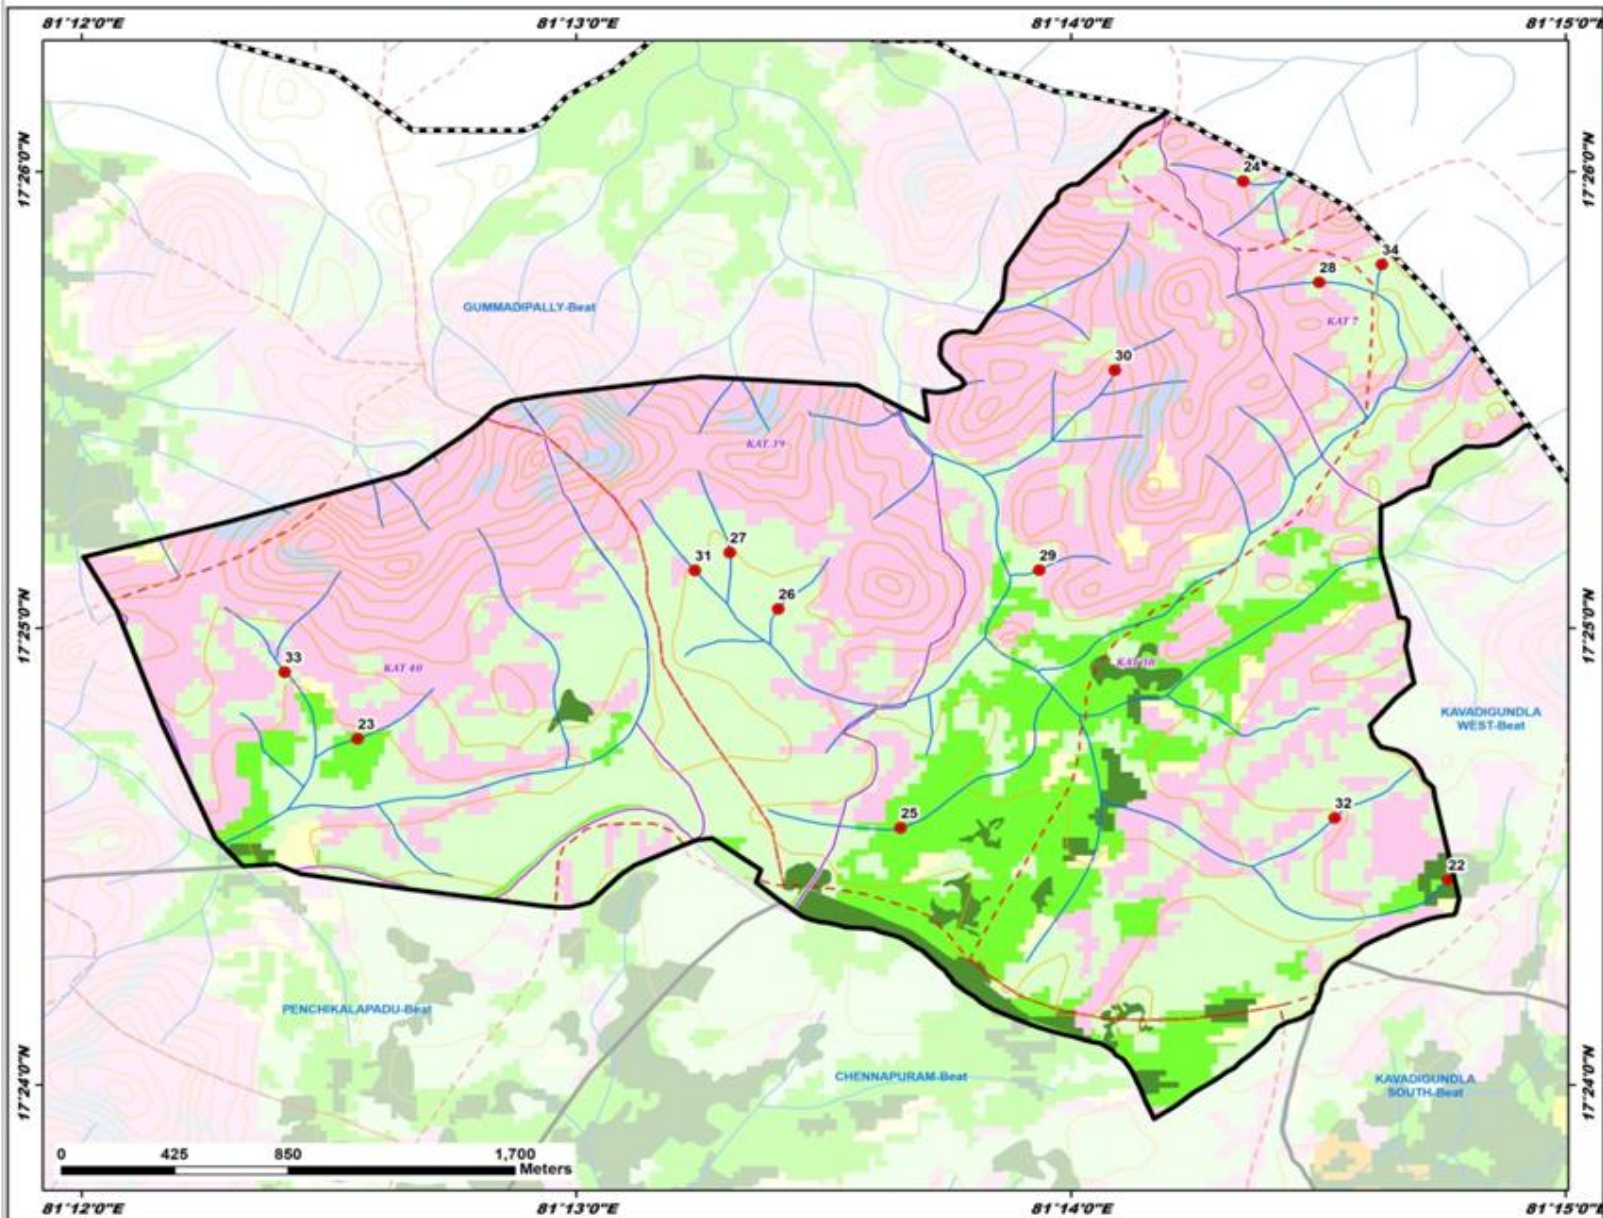 81°12'0"E
81°13'0"E
81°14'0"E
81°15'0"E
17°26'0"N
17°26'0"N
24
34
28
GUMMADIPALLY-Beat
KAT 7
30
KAT 39
27
31
29
26
17°25'0"N
17°25'0"N
33
KAT 40
KAT 38
23
KAVADIGUNDLA
WEST-Beat
25
32
22
PENCHIKALAPADU-Beat
CHENNAPURAM-Beat
KAVADIGUNDLA
SOUTH-Beat
17°24'0"N
17°24'0"N
0 425 850 1,700
Meters
81°12'0"E
81°13'0"E
81°14'0"E
81°15'0"E